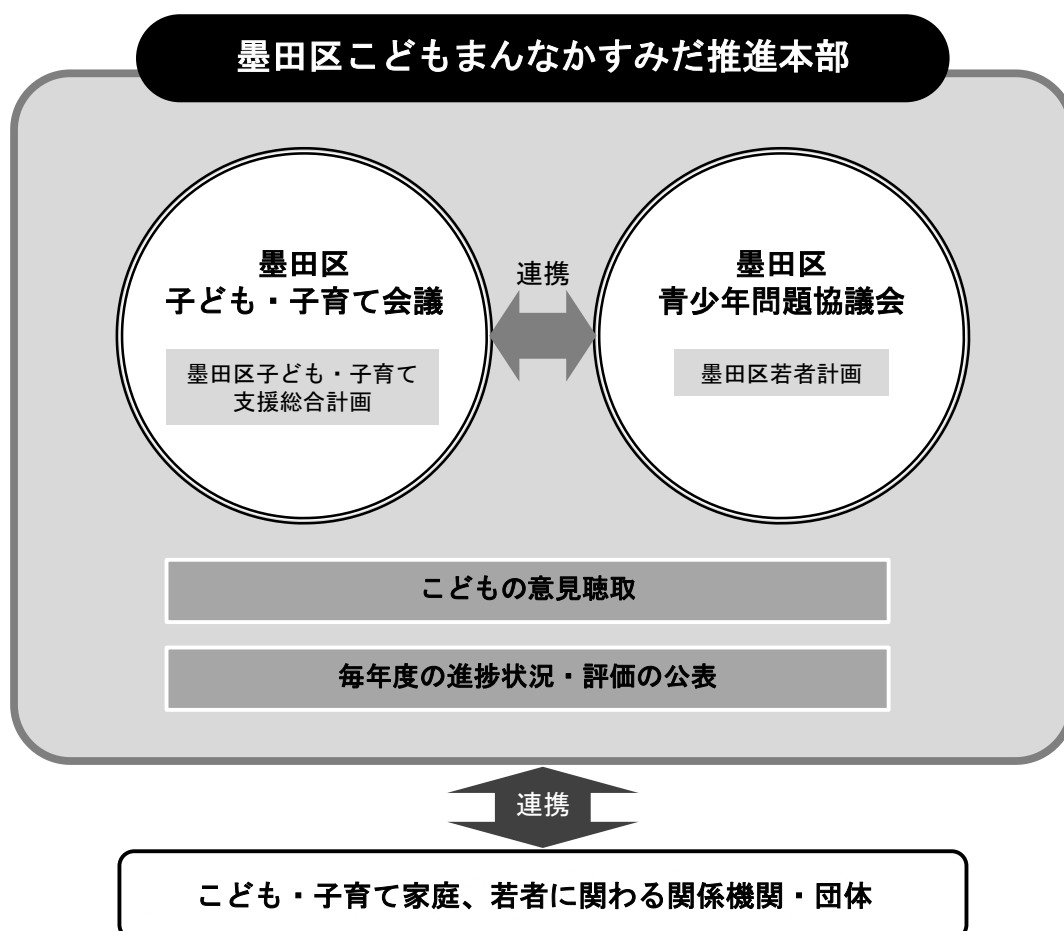 墨田区こどもまんなかすみだ推進本部
墨田区
子ども・子育て会議
墨田区子ども・子育て
支援総合計画
連携
墨田区
青少年問題協議会
墨田区若者計画
こどもの意見聴取
毎年度の進捗状況・評価の公表
連携
こども・子育て家庭、若者に関わる関係機関・団体